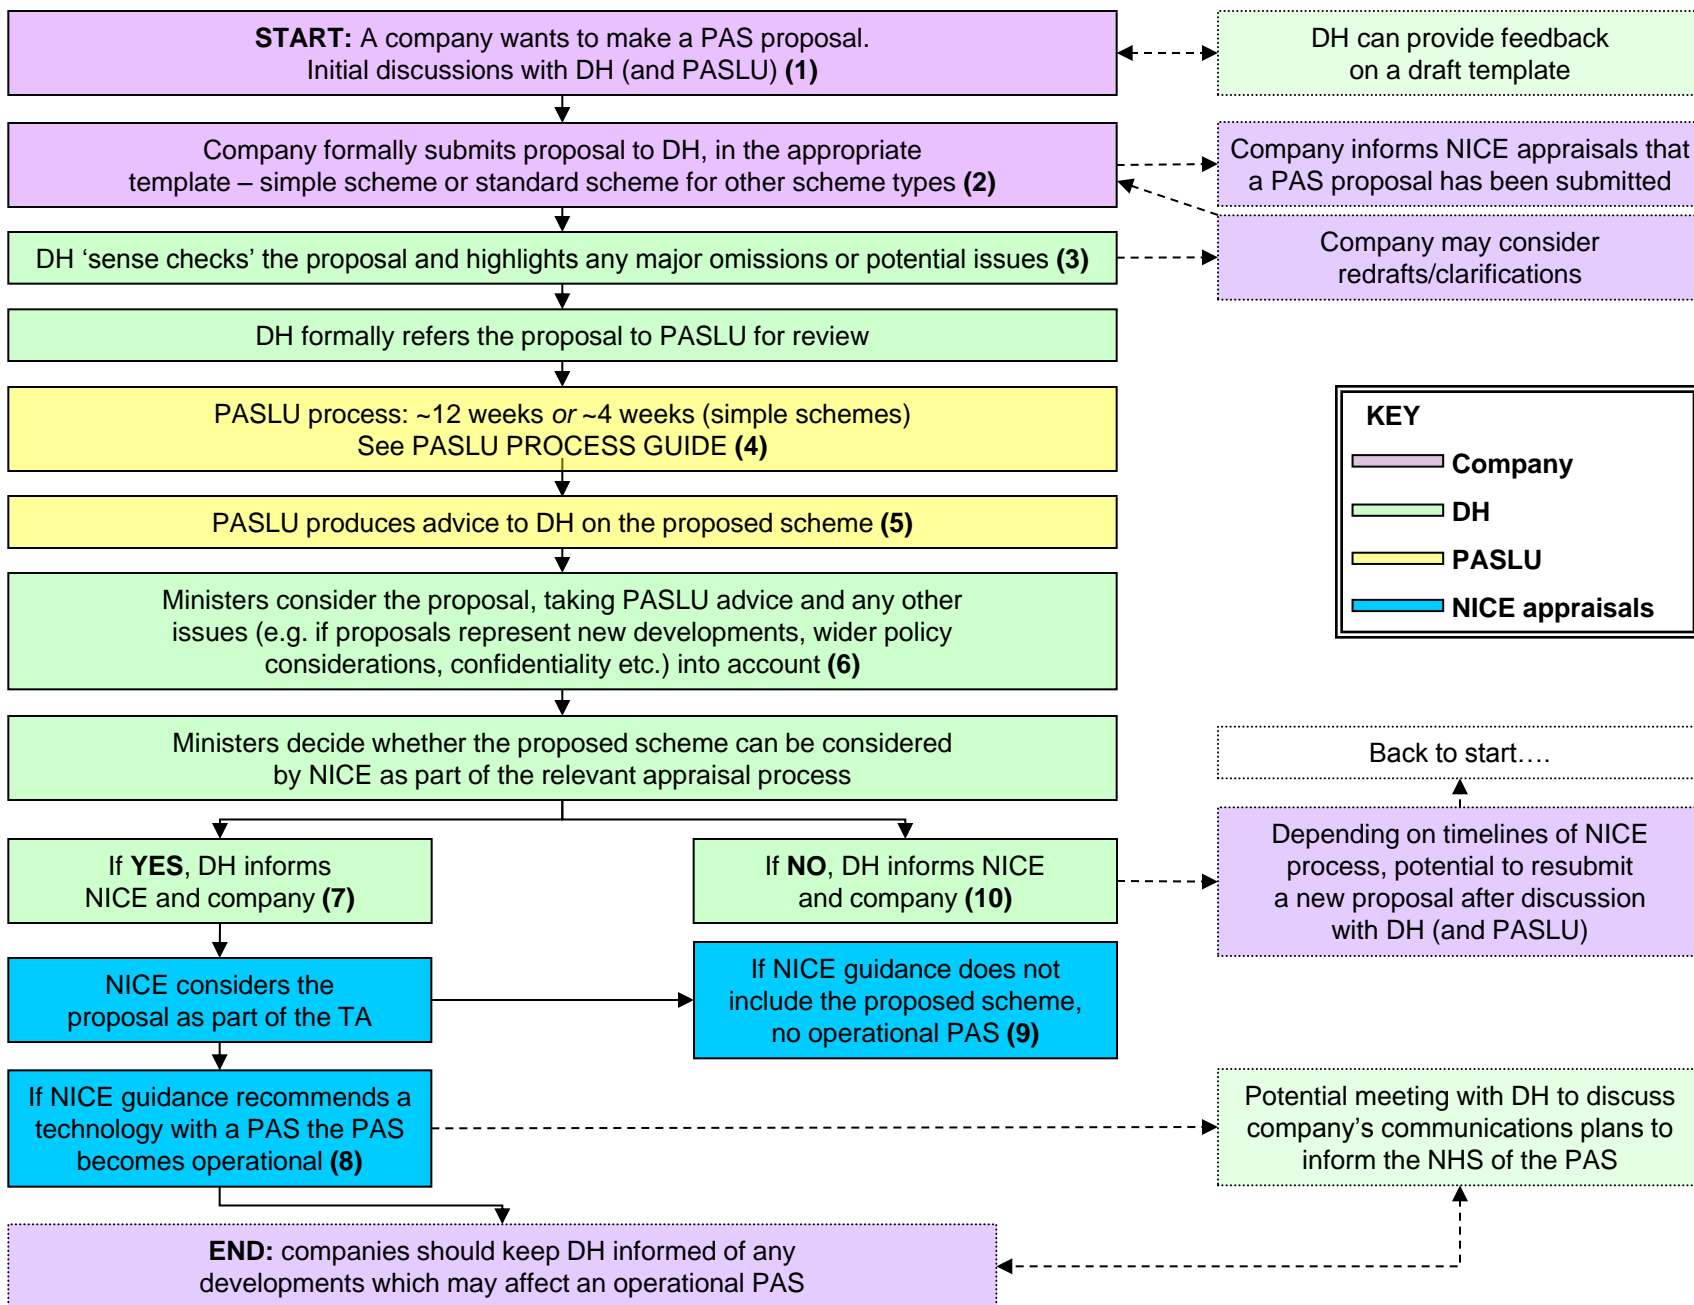 START: A company wants to make a PAS proposal.
Initial discussions with DH (and PASLU) (1)
DH can provide feedback
on a draft template
Company formally submits proposal to DH, in the appropriate
template – simple scheme or standard scheme for other scheme types (2)
Company informs NICE appraisals that
a PAS proposal has been submitted
DH ‘sense checks’ the proposal and highlights any major omissions or potential issues (3)
Company may consider
redrafts/clarifications
DH formally refers the proposal to PASLU for review
PASLU process: ~12 weeks or ~4 weeks (simple schemes)
See PASLU PROCESS GUIDE (4)
PASLU produces advice to DH on the proposed scheme (5)
KEY
Company
DH
PASLU
NICE appraisals
Ministers consider the proposal, taking PASLU advice and any other
issues (e.g. if proposals represent new developments, wider policy
considerations, confidentiality etc.) into account (6)
Ministers decide whether the proposed scheme can be considered
by NICE as part of the relevant appraisal process
Back to start….
If YES, DH informs
NICE and company (7)
If NO, DH informs NICE
and company (10)
Depending on timelines of NICE
process, potential to resubmit
a new proposal after discussion
with DH (and PASLU)
NICE considers the
proposal as part of the TA
If NICE guidance does not
include the proposed scheme,
no operational PAS (9)
If NICE guidance recommends a
technology with a PAS the PAS
becomes operational (8)
Potential meeting with DH to discuss
company’s communications plans to
inform the NHS of the PAS
END: companies should keep DH informed of any
developments which may affect an operational PAS